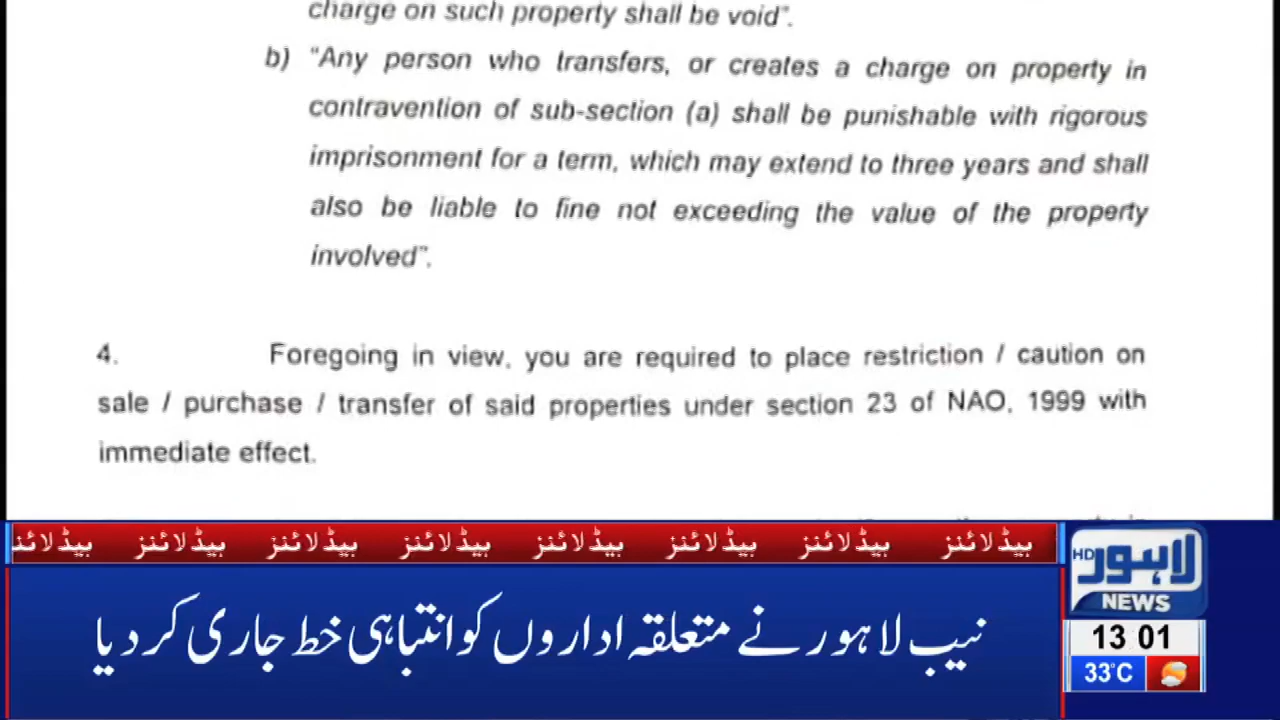 charge on such property shall be void".
b) "Any person who transfers, or creates a charge on property in
contravention of sub-section (a) shall be punishable with rigorous
imprisonment for a term, which may extend to three years and shall
also be liable to fine not exceeding the value of the property
involved".
4. Foregoing in view, you are required to place restriction / caution on
sale / purchase / transfer of said properties under section 23 of NAO, 1999 with
immediate effect.
ہیڈلائنز ہیڈلائنز ہیڈلائنز ہیڈلائنز ہیڈلائنز ہیڈلائنز ہیڈلائنز ہیڈلائنز
نیب لاہور نے متعلقہ اداروں کو انتباہی خط جاری کر دیا
لاہور HD
NEWS
13 01
33°C